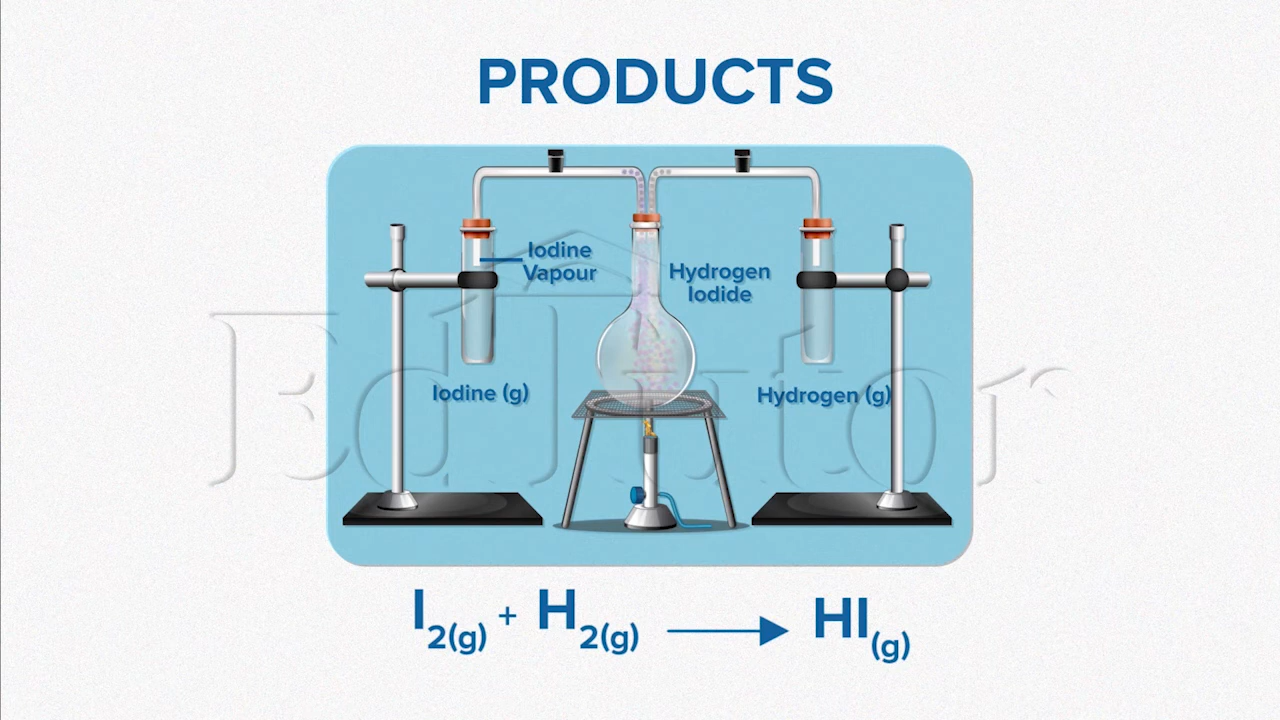 PRODUCTS
Iodine
Vapour
Hydrogen
Iodide
Iodine (g)
Hydrogen (g)
I2(g) + H2(g) → HI(g)